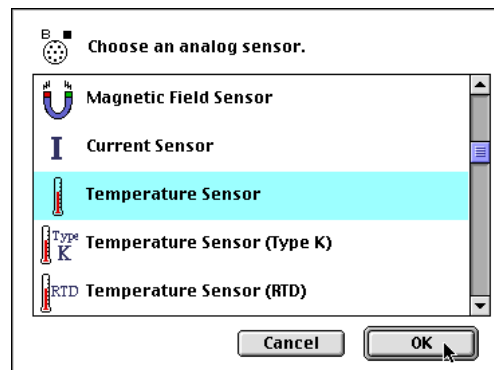 B
Choose an analog sensor.
Magnetic Field Sensor
I Current Sensor
Temperature Sensor
Type K Temperature Sensor (Type K)
RTD Temperature Sensor (RTD)
Cancel OK